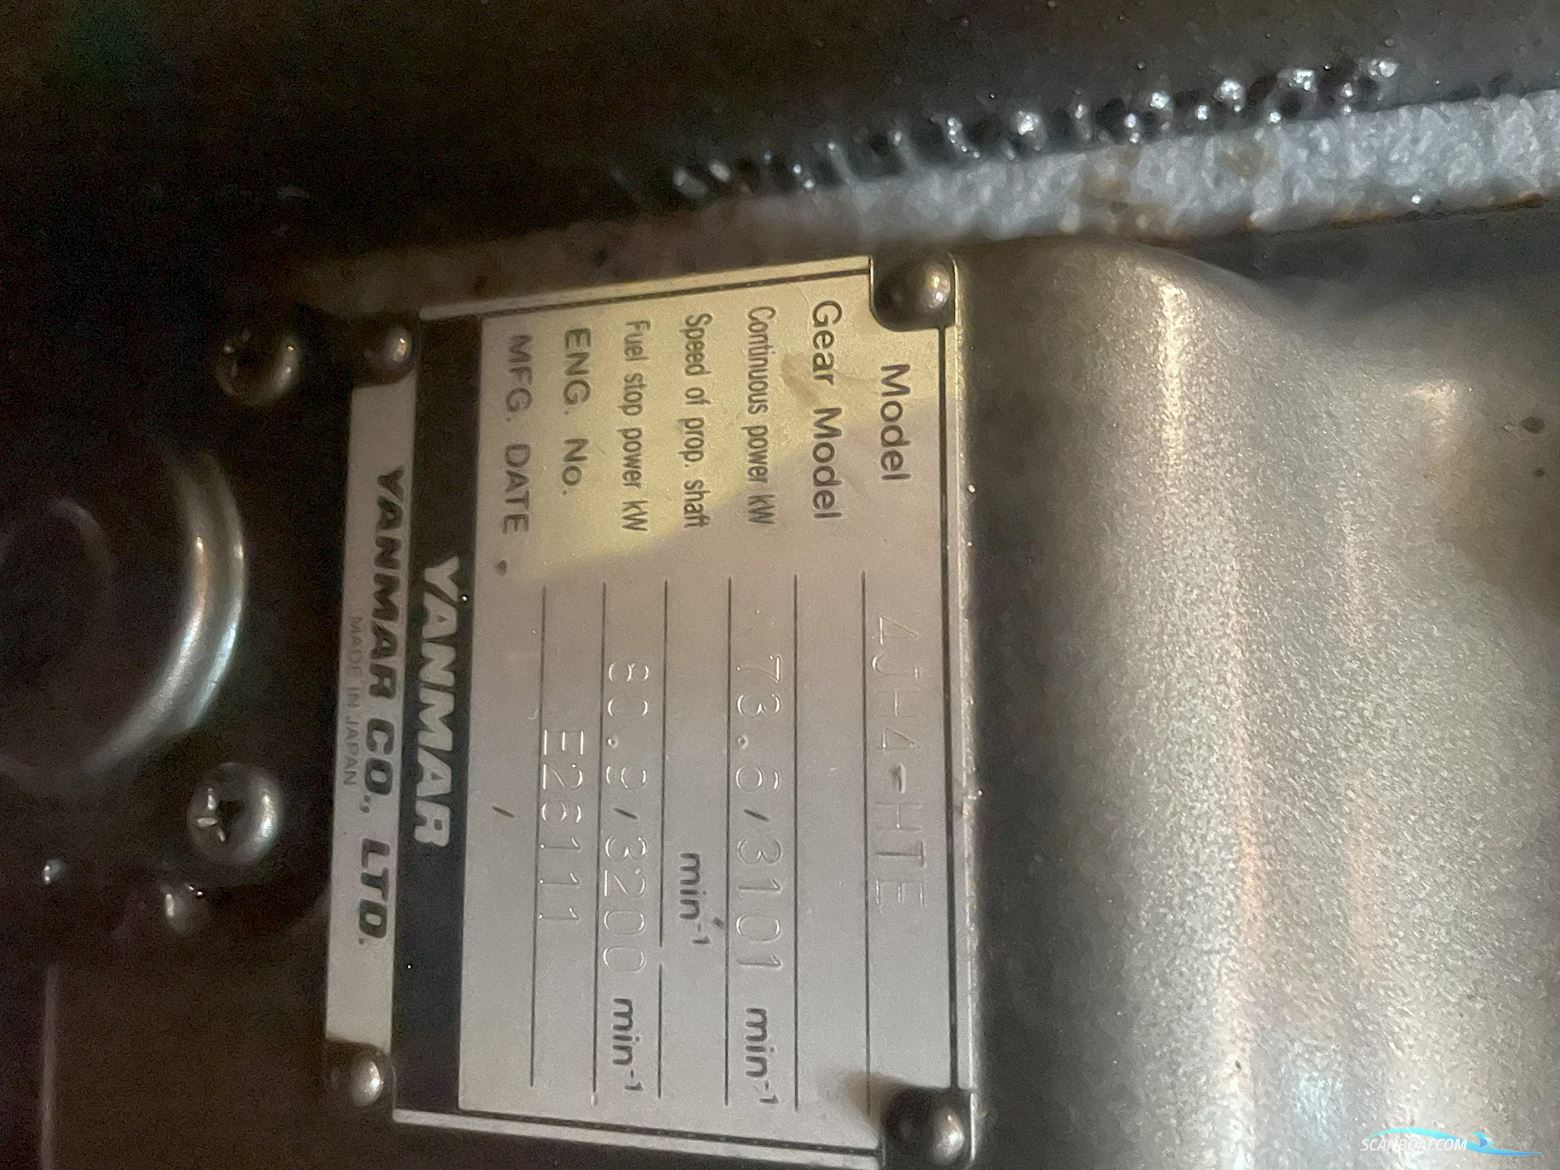 Model 4JH4-HTE
Gear Model
Continuous power kW 73.6/3101 min-1
Speed of prop. shaft min-1
Fuel stop power kW 80.9/3200 min-1
ENG. No. E26111
MFG. DATE
YANMAR
YANMAR CO., LTD.
MADE IN JAPAN
SCANBOAT.COM